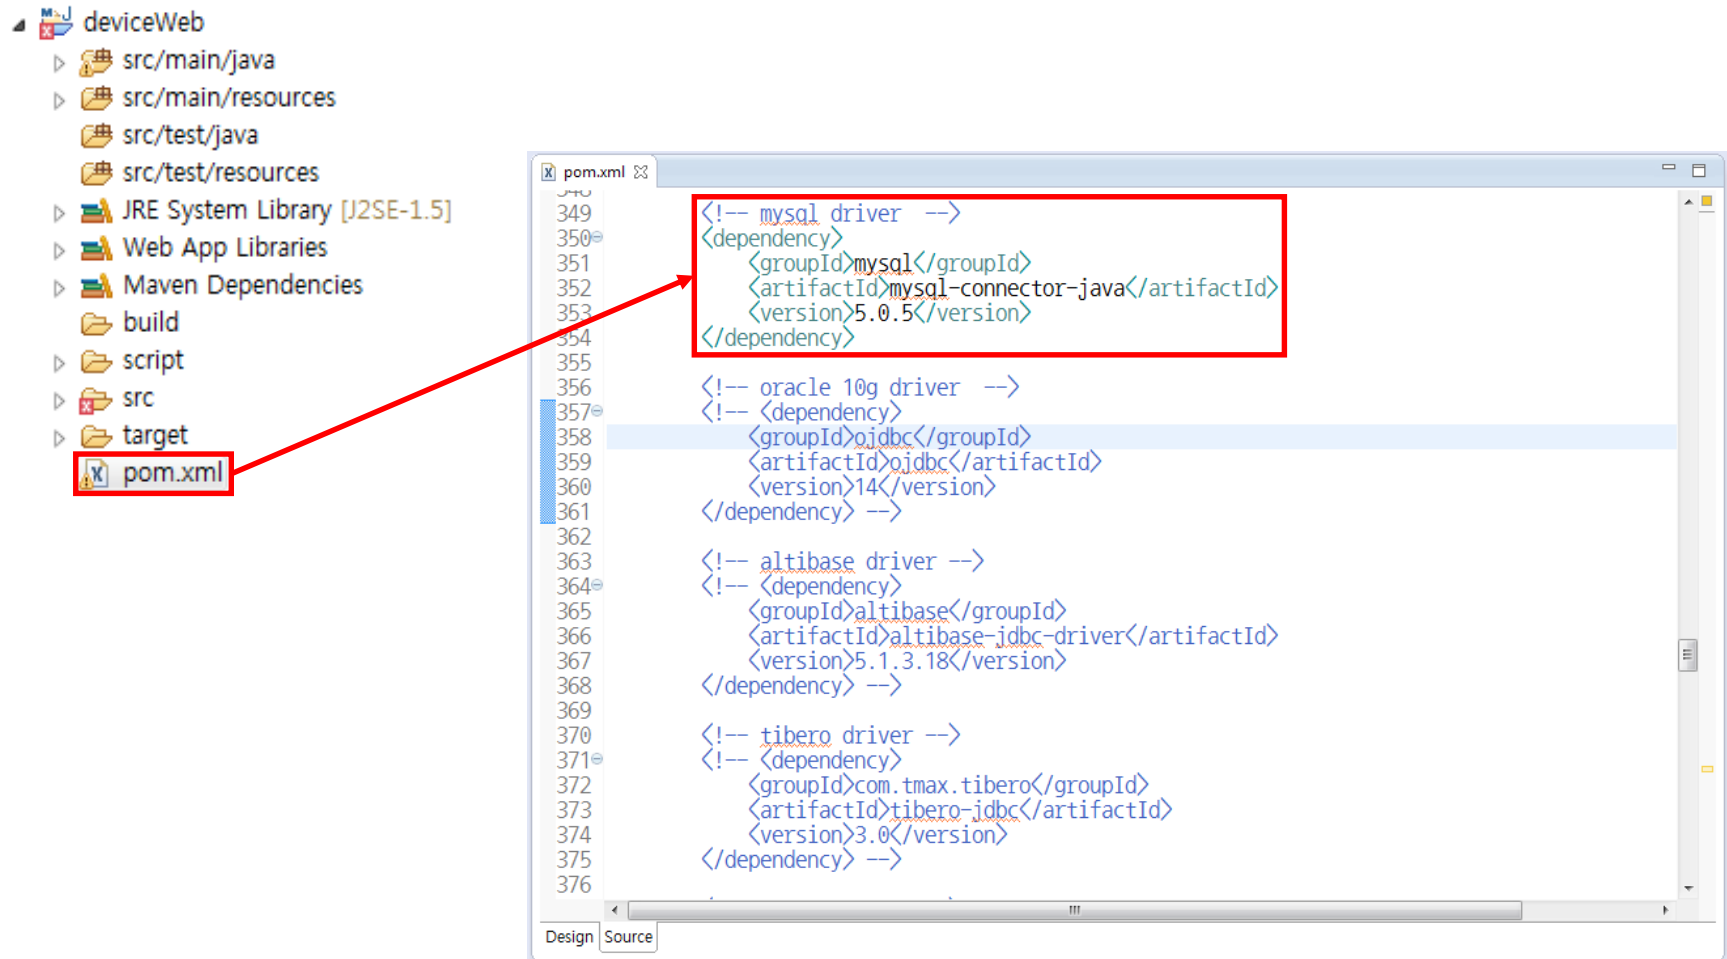 deviceWeb
src/main/java
src/main/resources
src/test/java
src/test/resources
JRE System Library [J2SE-1.5]
Web App Libraries
Maven Dependencies
build
script
src
target
pom.xml
pom.xml
348
349 <!-- mysql driver  -->
350 <dependency>
351 <groupId>mysql</groupId>
352 <artifactId>mysql-connector-java</artifactId>
353 <version>5.0.5</version>
354 </dependency>
355
356 <!-- oracle 10g driver  -->
357 <!-- <dependency>
358 <groupId>ojdbc</groupId>
359 <artifactId>ojdbc</artifactId>
360 <version>14</version>
361 </dependency> -->
362
363 <!-- altibase driver -->
364 <!-- <dependency>
365 <groupId>altibase</groupId>
366 <artifactId>altibase-jdbc-driver</artifactId>
367 <version>5.1.3.18</version>
368 </dependency> -->
369
370 <!-- tibero driver -->
371 <!-- <dependency>
372 <groupId>com.tmax.tibero</groupId>
373 <artifactId>tibero-jdbc</artifactId>
374 <version>3.0</version>
375 </dependency> -->
376
Design Source